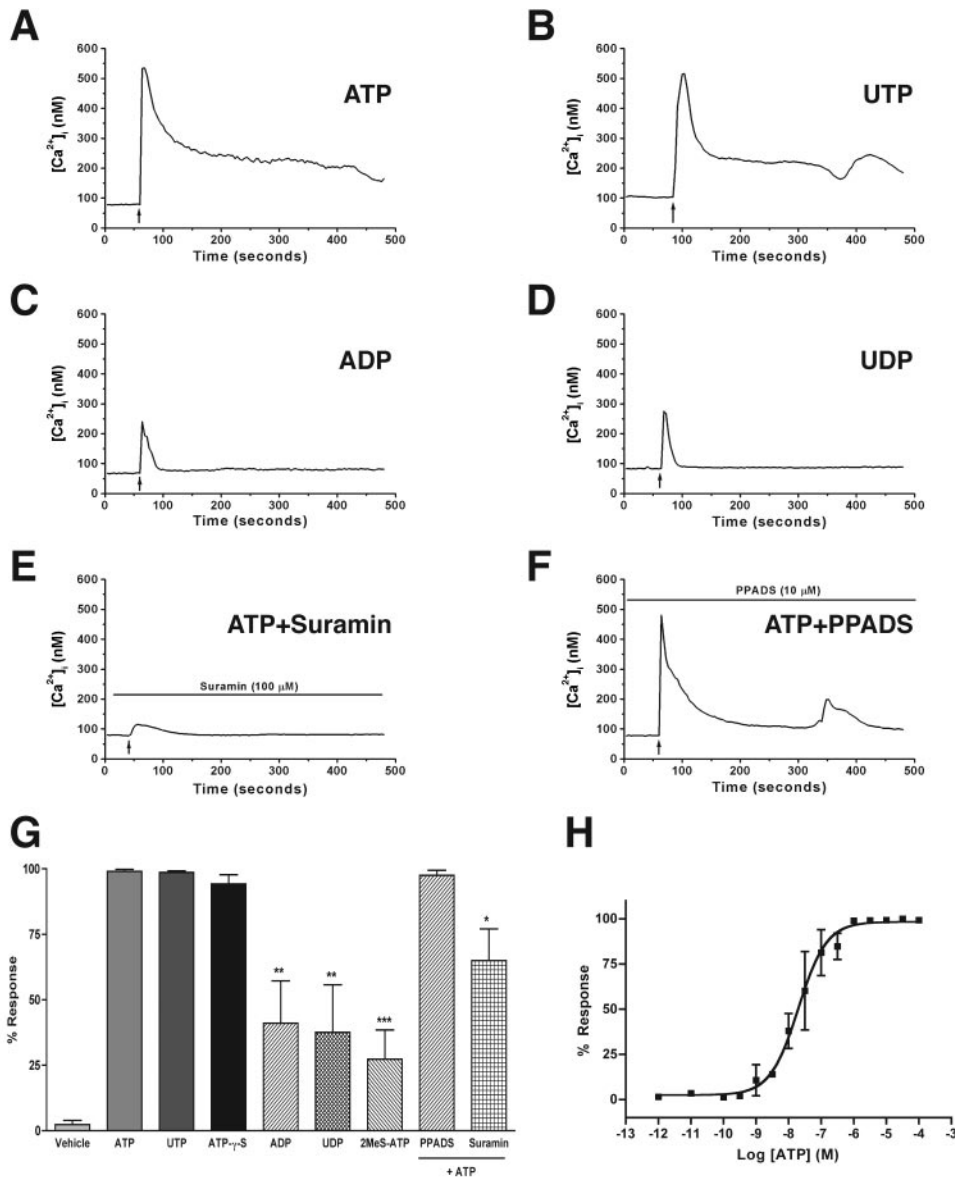 A
600
500
400
300
200
100
0
[Ca²⁺]ᵢ (nM)
ATP
0 100 200 300 400 500
Time (seconds)
B
600
500
400
300
200
100
0
[Ca²⁺]ᵢ (nM)
UTP
0 100 200 300 400 500
Time (seconds)
C
600
500
400
300
200
100
0
[Ca²⁺]ᵢ (nM)
ADP
0 100 200 300 400 500
Time (seconds)
D
600
500
400
300
200
100
0
[Ca²⁺]ᵢ (nM)
UDP
0 100 200 300 400 500
Time (seconds)
E
600
500
400
300
200
100
0
[Ca²⁺]ᵢ (nM)
ATP+Suramin
Suramin (100 μM)
0 100 200 300 400 500
Time (seconds)
F
600
500
400
300
200
100
0
[Ca²⁺]ᵢ (nM)
PPADS (10 μM)
ATP+PPADS
0 100 200 300 400 500
Time (seconds)
G
100
75
50
25
0
% Response
** ** *** *
Vehicle ATP UTP ATP-γ-S ADP UDP 2MeS-ATP PPADS Suramin
+ ATP
H
100
75
50
25
0
% Response
-13 -12 -11 -10 -9 -8 -7 -6 -5 -4 -3
Log [ATP] (M)